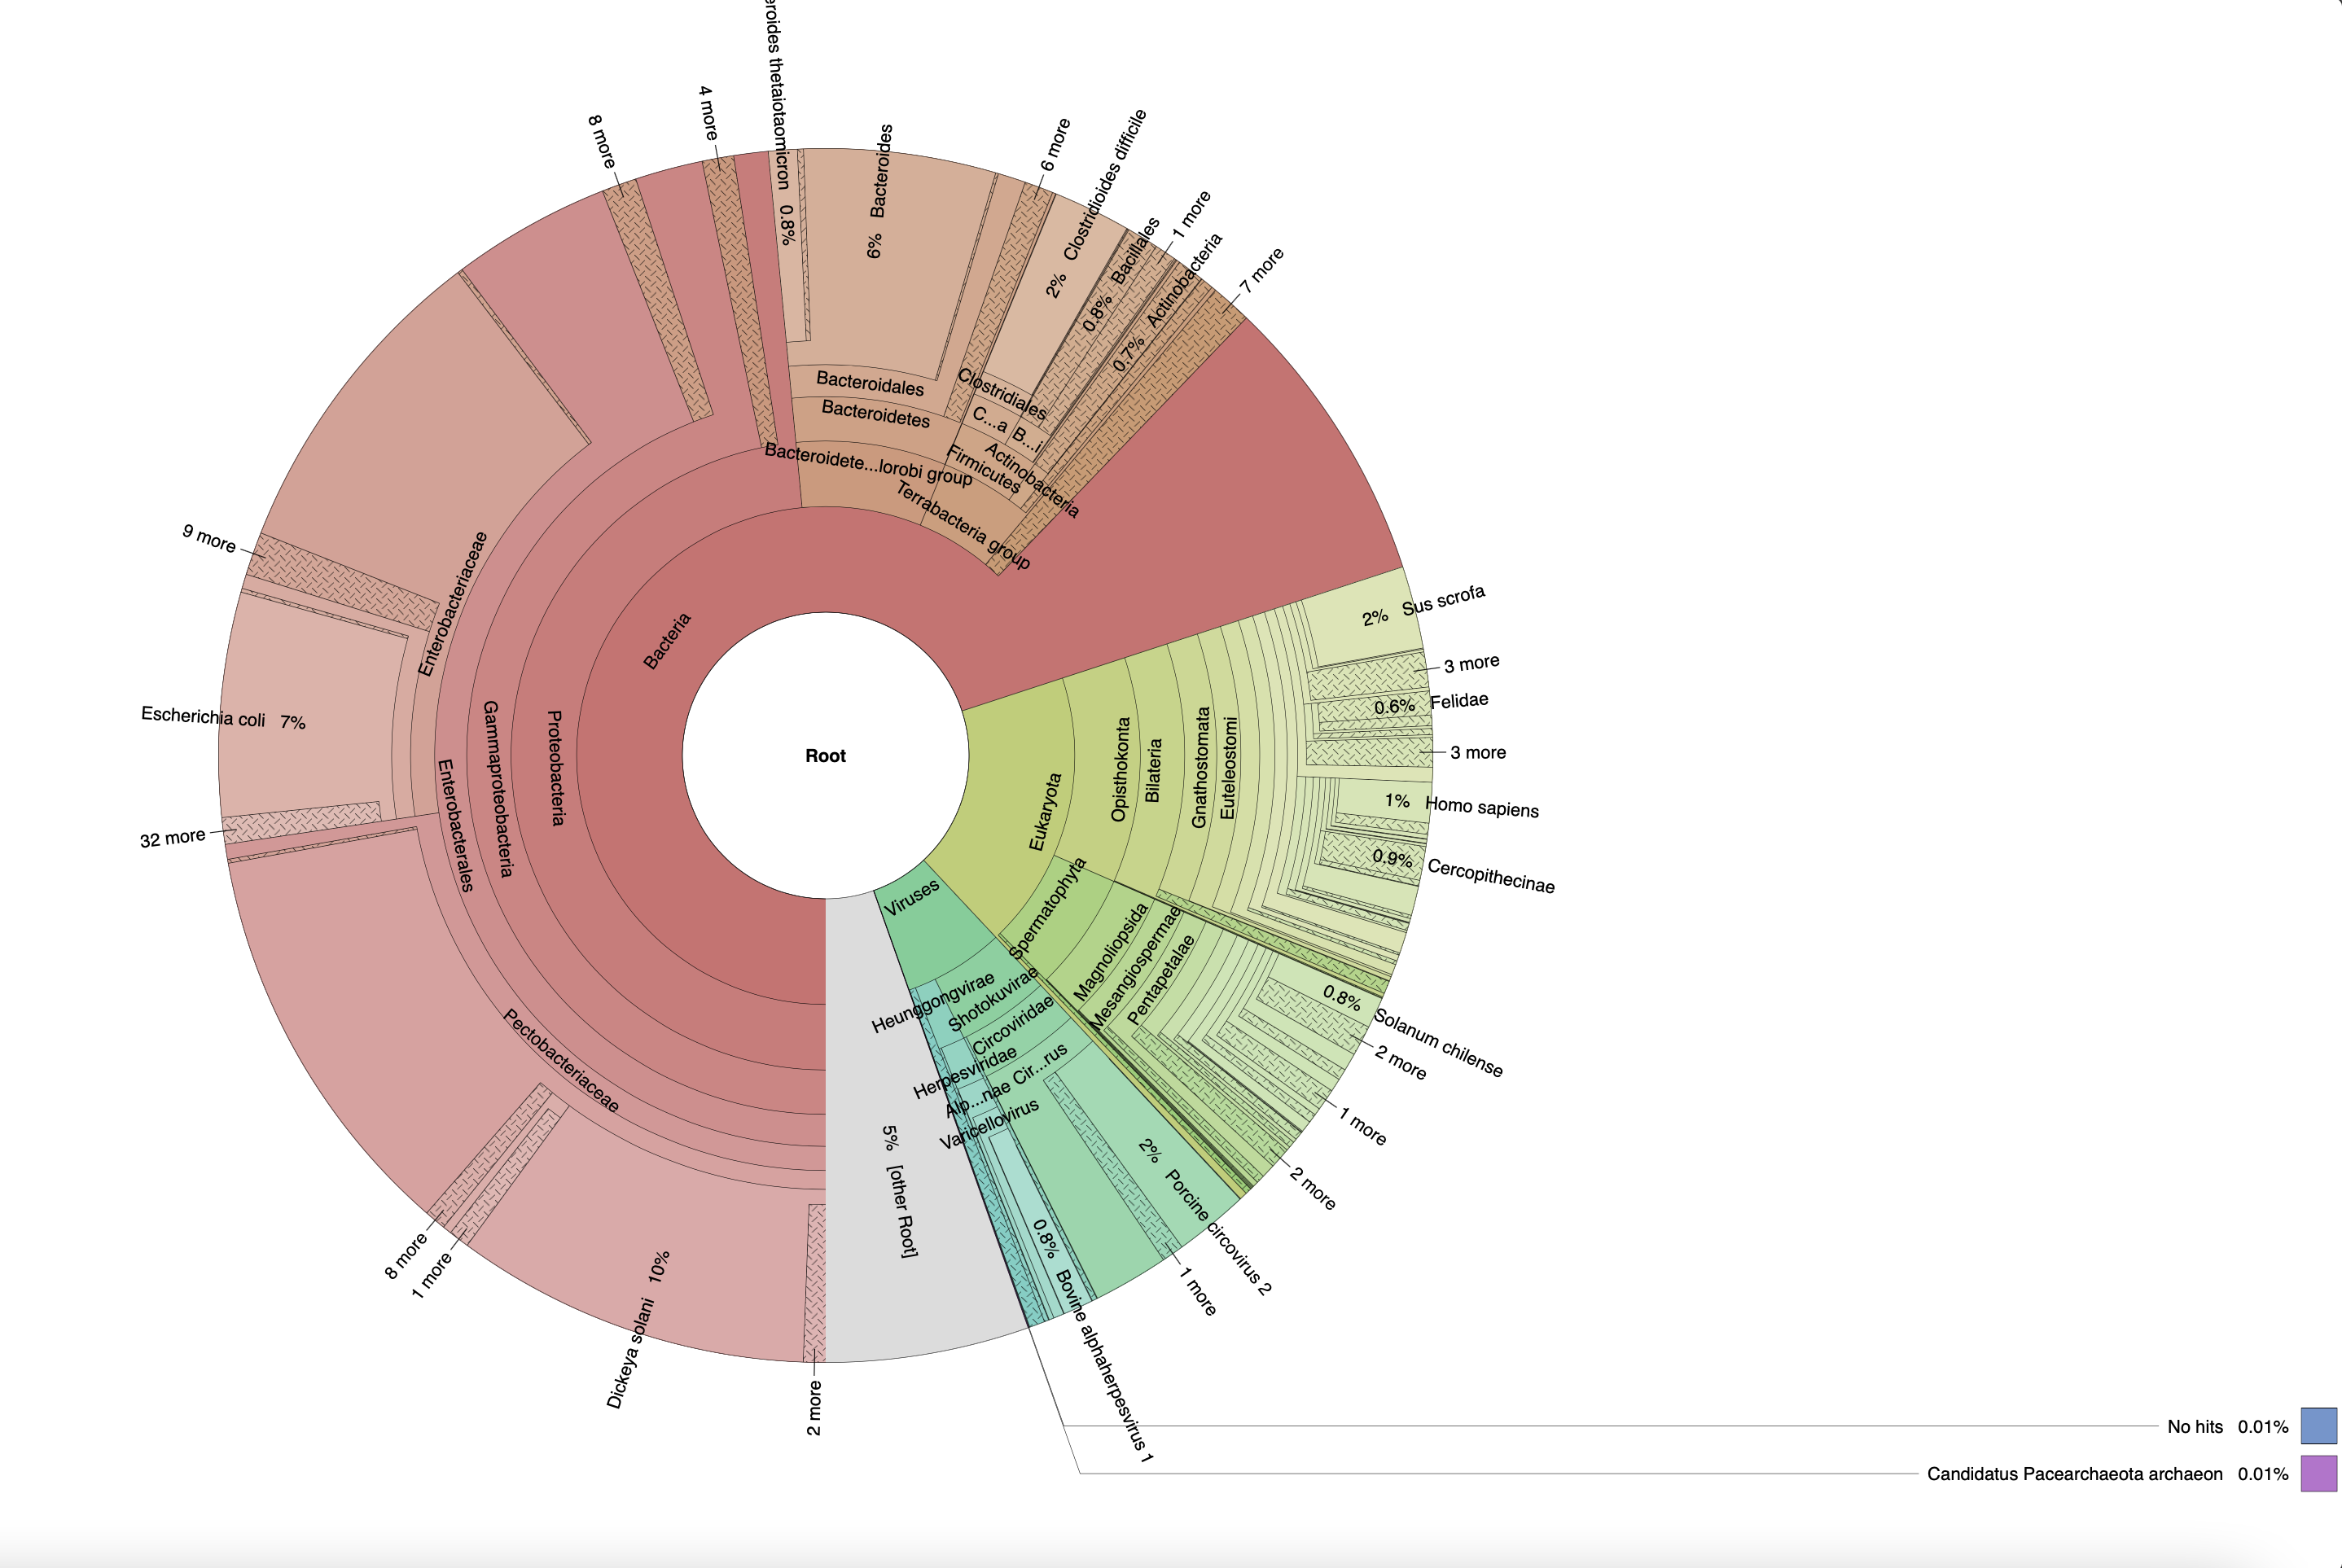 Root
Bacteria
Proteobacteria
Gammaproteobacteria
Enterobacterales
Enterobacteriaceae
Pectobacteriaceae
2 more
Dickeya solani 10%
1 more
8 more
32 more
Escherichia coli 7%
9 more
8 more
4 more
eroides thetaiotaomicron 0.8%
6% Bacteroides
Bacteroidales
Bacteroidetes
Bacteroidete...lorobi group
6 more
2% Clostridioides difficile
Clostridiales
C...a
B...i
0.8% Bacillales
1 more
Firmicutes
Actinobacteria
0.7% Actinobacteria
Terrabacteria group
7 more
Eukaryota
Opisthokonta
Bilateria
Gnathostomata
Euteleostomi
2% Sus scrofa
3 more
0.6% Felidae
3 more
1% Homo sapiens
0.9% Cercopithecinae
Spermatophyta
Magnoliopsida
Mesangiospermae
Pentapetalae
0.8% Solanum chilense
2 more
1 more
2 more
Viruses
Heunggongvirae
Shotokuvirae
Circoviridae
Cir...rus
2% Porcine circovirus 2
1 more
Herpesviridae
Alp...nae
Varicellovirus
0.8% Bovine alphaherpesvirus 1
5% [other Root]
No hits 0.01%
Candidatus Pacearchaeota archaeon 0.01%